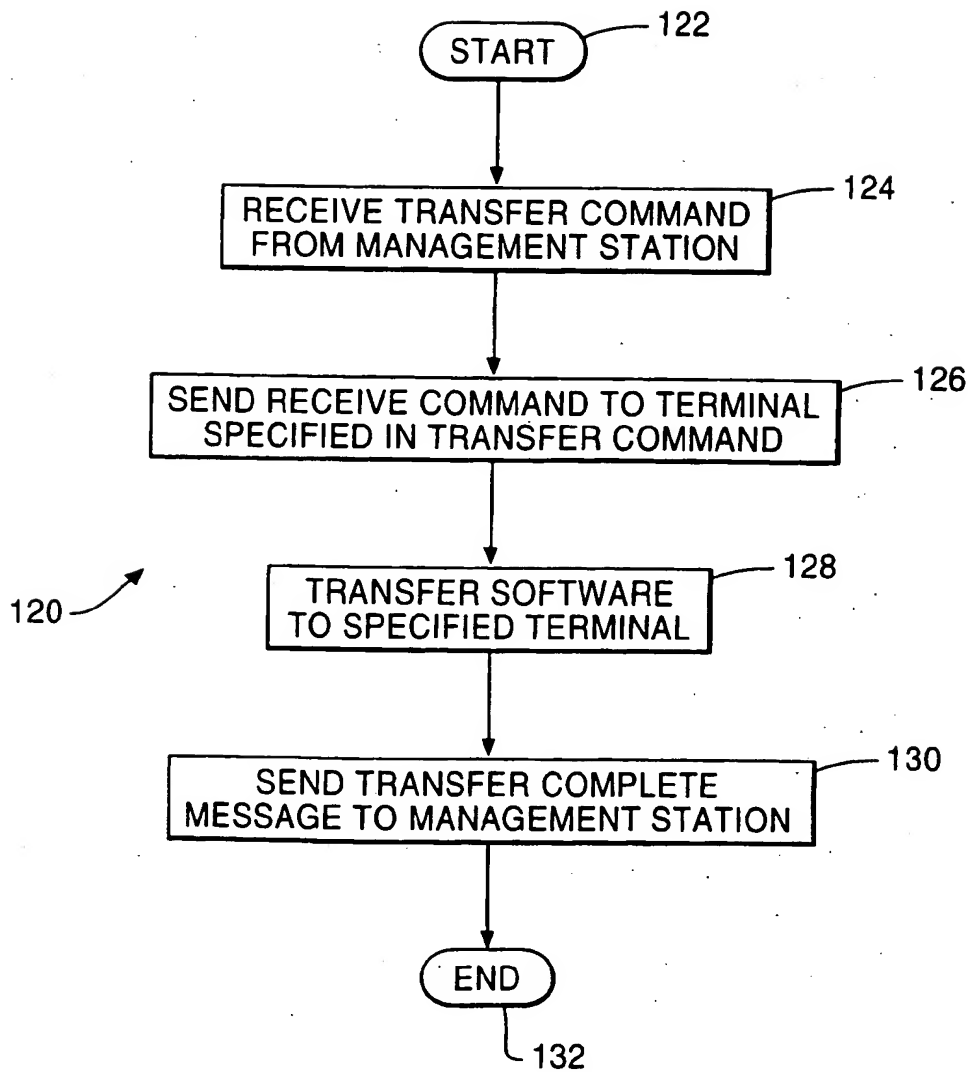 START
122
RECEIVE TRANSFER COMMAND
FROM MANAGEMENT STATION
124
SEND RECEIVE COMMAND TO TERMINAL
SPECIFIED IN TRANSFER COMMAND
126
TRANSFER SOFTWARE
TO SPECIFIED TERMINAL
128
120
SEND TRANSFER COMPLETE
MESSAGE TO MANAGEMENT STATION
130
END
132